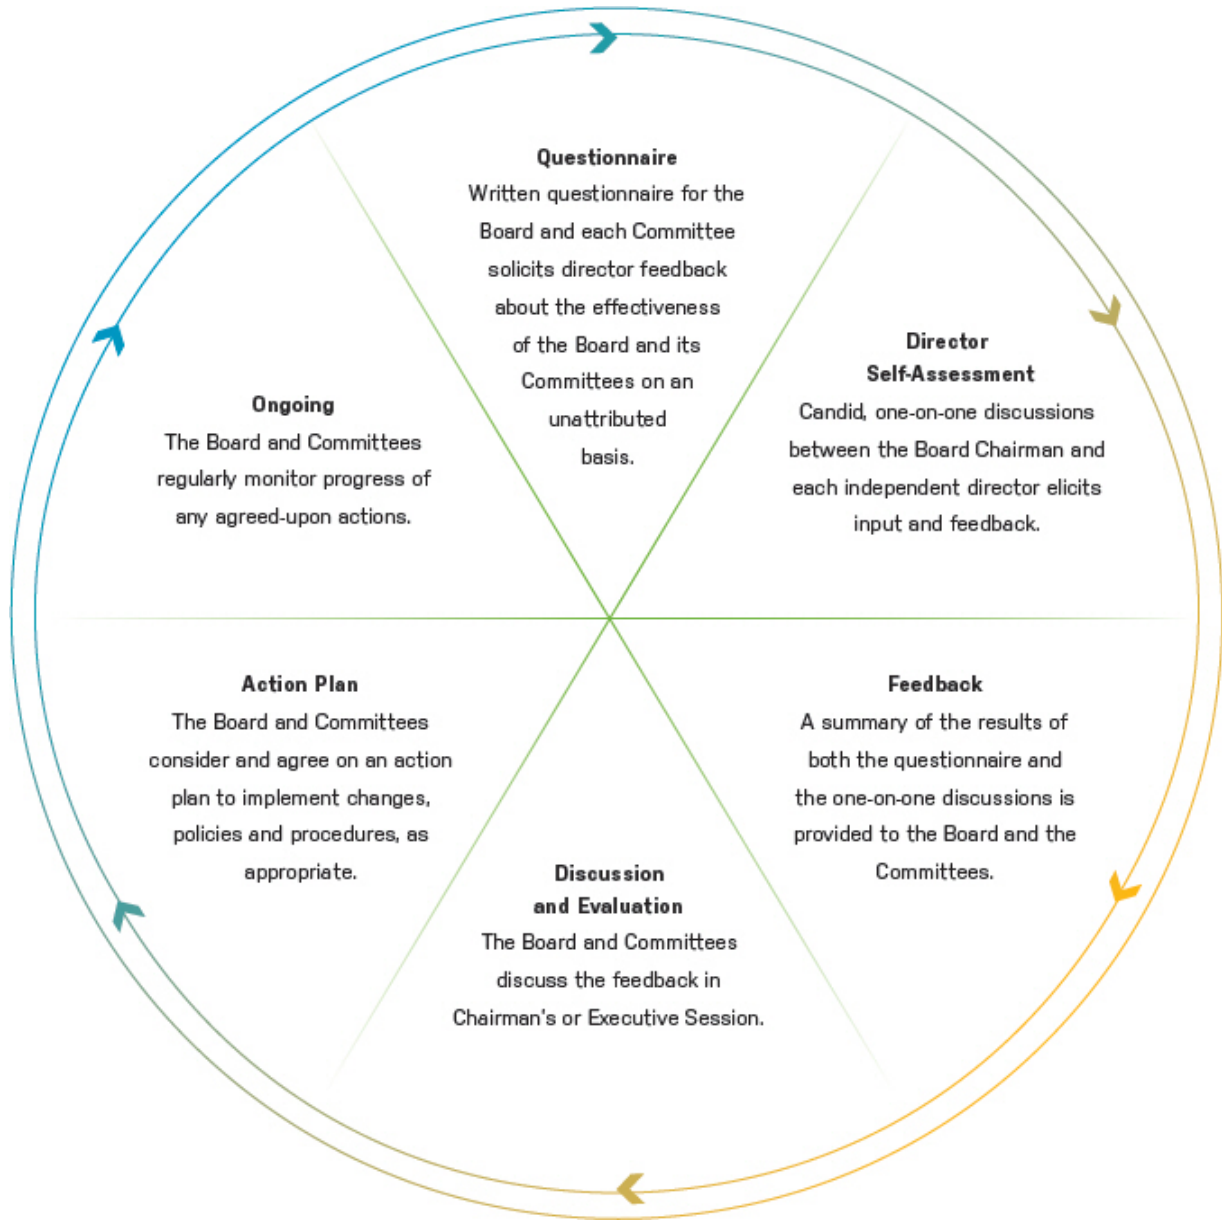 Questionnaire
Written questionnaire for the
Board and each Committee
solicits director feedback
about the effectiveness
of the Board and its
Committees on an
unattributed
basis.
Director
Self-Assessment
Candid, one-on-one discussions
between the Board Chairman and
each independent director elicits
input and feedback.
Feedback
A summary of the results of
both the questionnaire and
the one-on-one discussions is
provided to the Board and the
Committees.
Discussion
and Evaluation
The Board and Committees
discuss the feedback in
Chairman's or Executive Session.
Action Plan
The Board and Committees
consider and agree on an action
plan to implement changes,
policies and procedures, as
appropriate.
Ongoing
The Board and Committees
regularly monitor progress of
any agreed-upon actions.